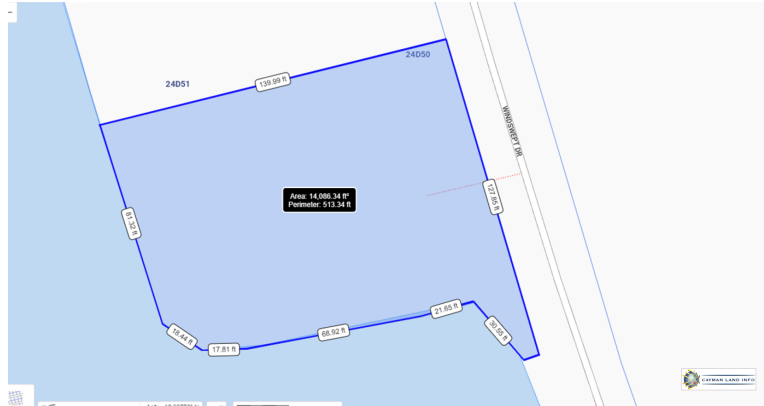 24D50
24D51
139.99 ft
WINDSWEPT DR
Area: 14,086.34 ft²
Perimeter: 513.34 ft
127.85 ft
81.32 ft
21.65 ft
18.44 ft
68.92 ft
30.55 ft
17.81 ft
CAYMAN LAND INFO